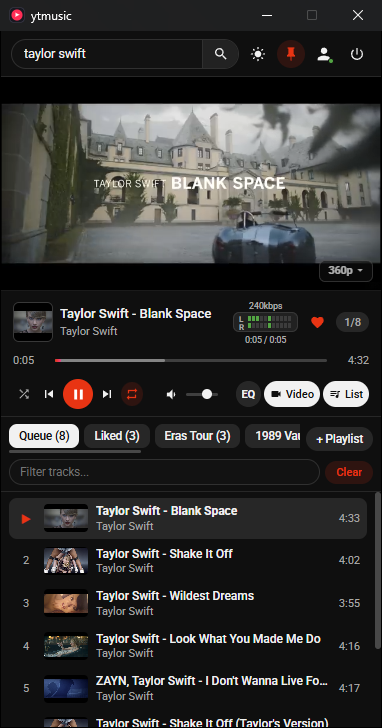 ytmusic
taylor swift
TAYLOR SWIFT BLANK SPACE
360p
Taylor Swift - Blank Space
Taylor Swift
240kbps
L
R
0:05 / 0:05
1/8
0:05
4:32
EQ
Video
List
Queue (8)
Liked (3)
Eras Tour (3)
1989 Vau
+ Playlist
Filter tracks...
Clear
Taylor Swift - Blank Space
Taylor Swift
4:33
2
Taylor Swift - Shake It Off
Taylor Swift
4:02
3
Taylor Swift - Wildest Dreams
Taylor Swift
3:55
4
Taylor Swift - Look What You Made Me Do
Taylor Swift
4:16
5
ZAYN, Taylor Swift - I Don't Wanna Live Fo...
Taylor Swift
4:17
Taylor Swift - Shake It Off (Taylor's Version)